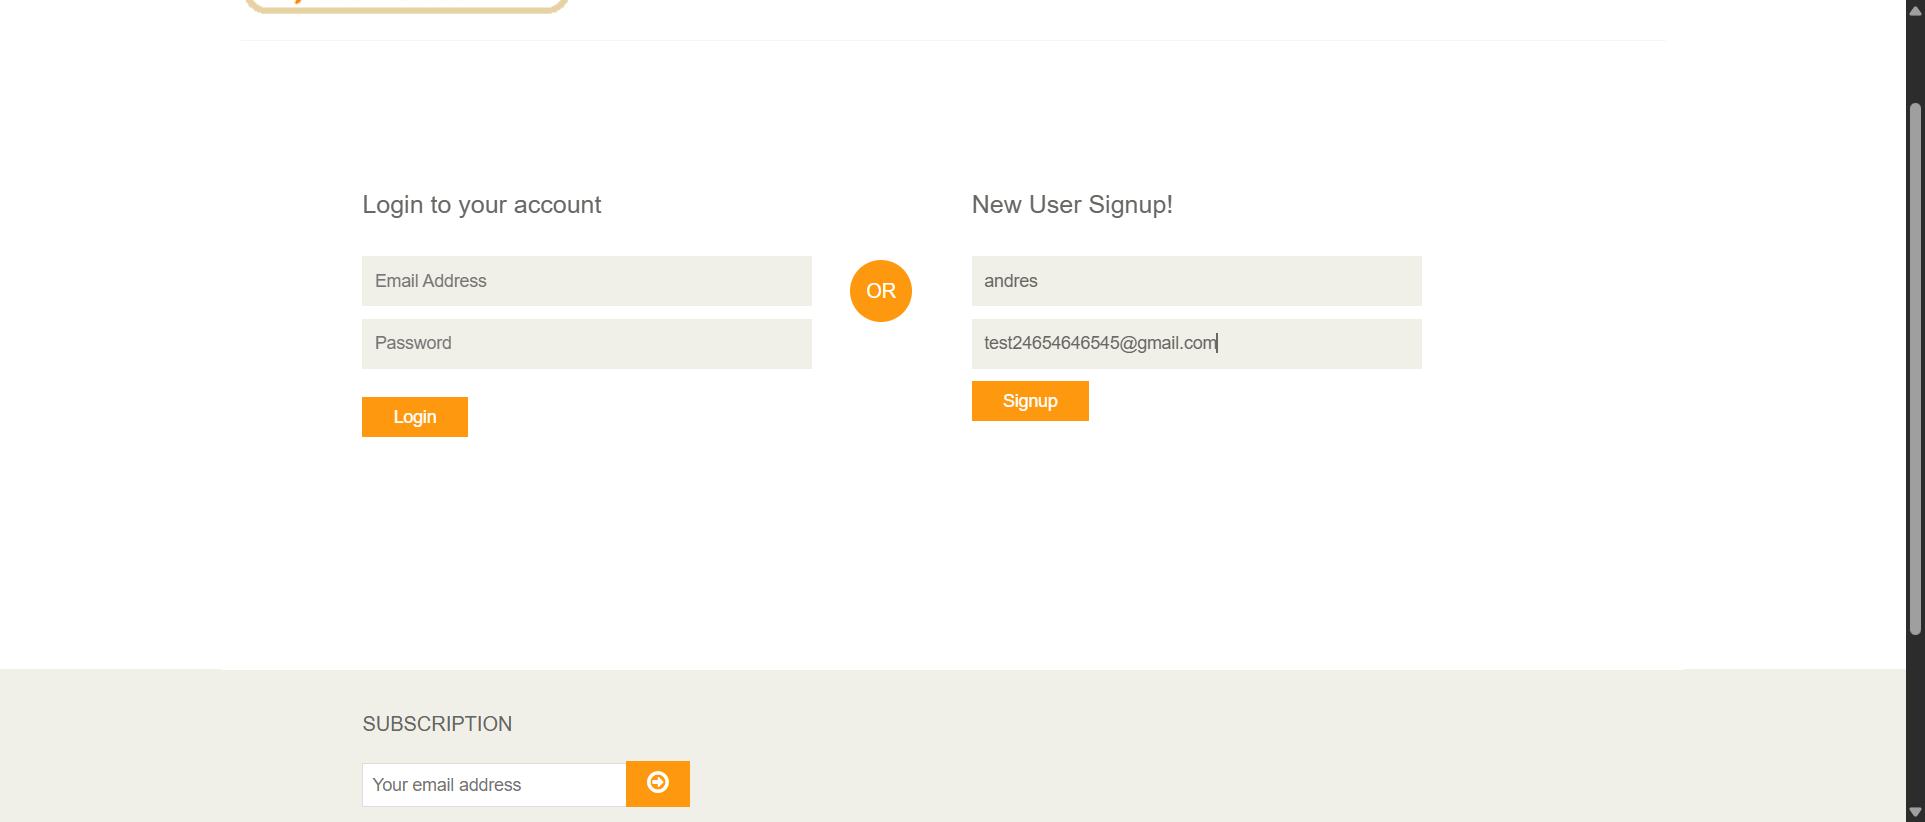 Login to your account
Email Address
Password
Login
OR
New User Signup!
andres
test24654646545@gmail.com
Signup
SUBSCRIPTION
Your email address